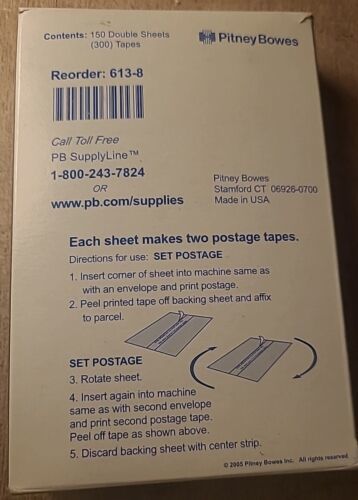 Contents: 150 Double Sheets
(300) Tapes
PitneyBowes
Reorder: 613-8
Call Toll Free
PB SupplyLine™
1-800-243-7824
OR
www.pb.com/supplies
Pitney Bowes
Stamford CT 06926-0700
Made in USA
Each sheet makes two postage tapes.
Directions for use: SET POSTAGE
1. Insert corner of sheet into machine same as
with an envelope and print postage.
2. Peel printed tape off backing sheet and affix
to parcel.
SET POSTAGE
3. Rotate sheet.
4. Insert again into machine
same as with second envelope
and print second postage tape.
Peel off tape as shown above.
5. Discard backing sheet with center strip.
© 2005 Pitney Bowes Inc. All rights reserved.